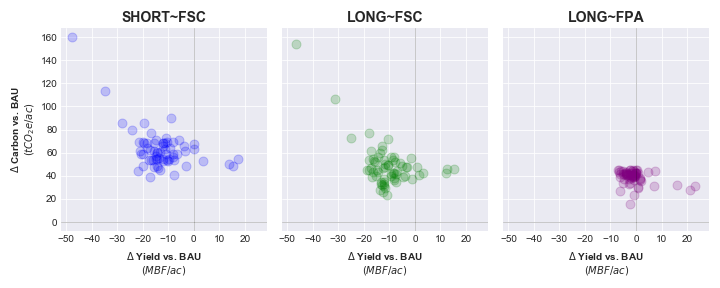 SHORT~FSC
LONG~FSC
LONG~FPA
Δ Carbon vs. BAU
(tCO₂e/ac)
160
140
120
100
80
60
40
20
0
−50 −40 −30 −20 −10 0 10 20
−50 −40 −30 −20 −10 0 10 20
−50 −40 −30 −20 −10 0 10 20
Δ Yield vs. BAU
(MBF/ac)
Δ Yield vs. BAU
(MBF/ac)
Δ Yield vs. BAU
(MBF/ac)